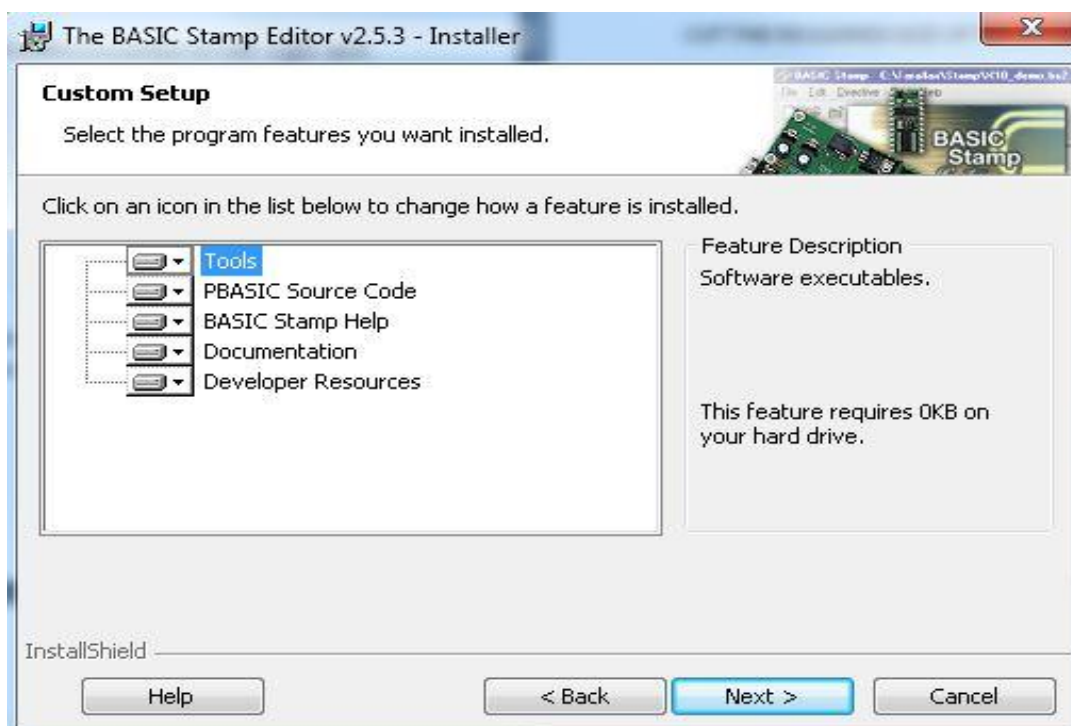 The BASIC Stamp Editor v2.5.3 - Installer
Custom Setup
Select the program features you want installed.
BASIC
Stamp
Click on an icon in the list below to change how a feature is installed.
Tools
PBASIC Source Code
BASIC Stamp Help
Documentation
Developer Resources
Feature Description
Software executables.
This feature requires 0KB on
your hard drive.
InstallShield
Help
< Back
Next >
Cancel